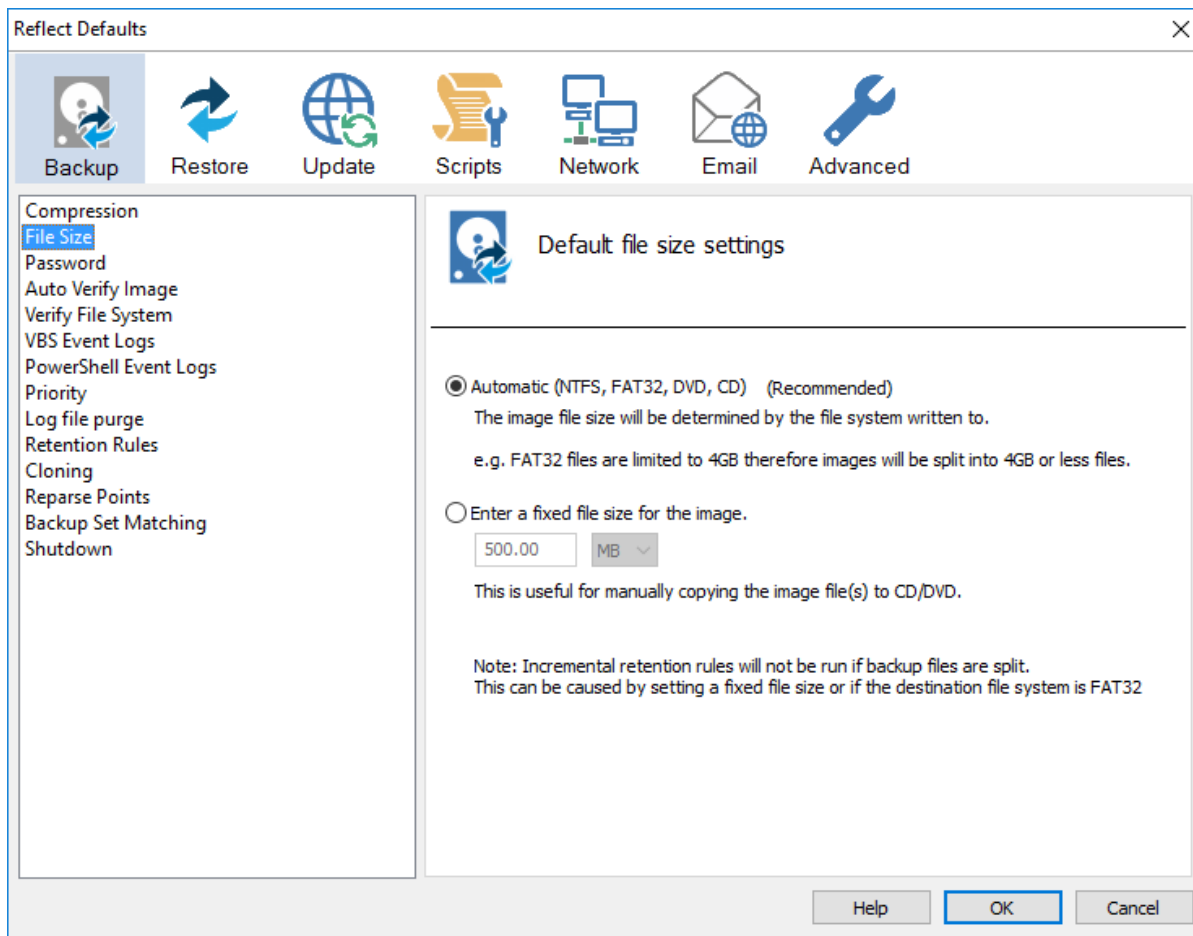 Reflect Defaults
Backup
Restore
Update
Scripts
Network
Email
Advanced
Compression
File Size
Password
Auto Verify Image
Verify File System
VBS Event Logs
PowerShell Event Logs
Priority
Log file purge
Retention Rules
Cloning
Reparse Points
Backup Set Matching
Shutdown
Default file size settings
Automatic (NTFS, FAT32, DVD, CD) (Recommended)
The image file size will be determined by the file system written to.
e.g. FAT32 files are limited to 4GB therefore images will be split into 4GB or less files.
Enter a fixed file size for the image.
500.00 MB
This is useful for manually copying the image file(s) to CD/DVD.
Note: Incremental retention rules will not be run if backup files are split.
This can be caused by setting a fixed file size or if the destination file system is FAT32
Help
OK
Cancel